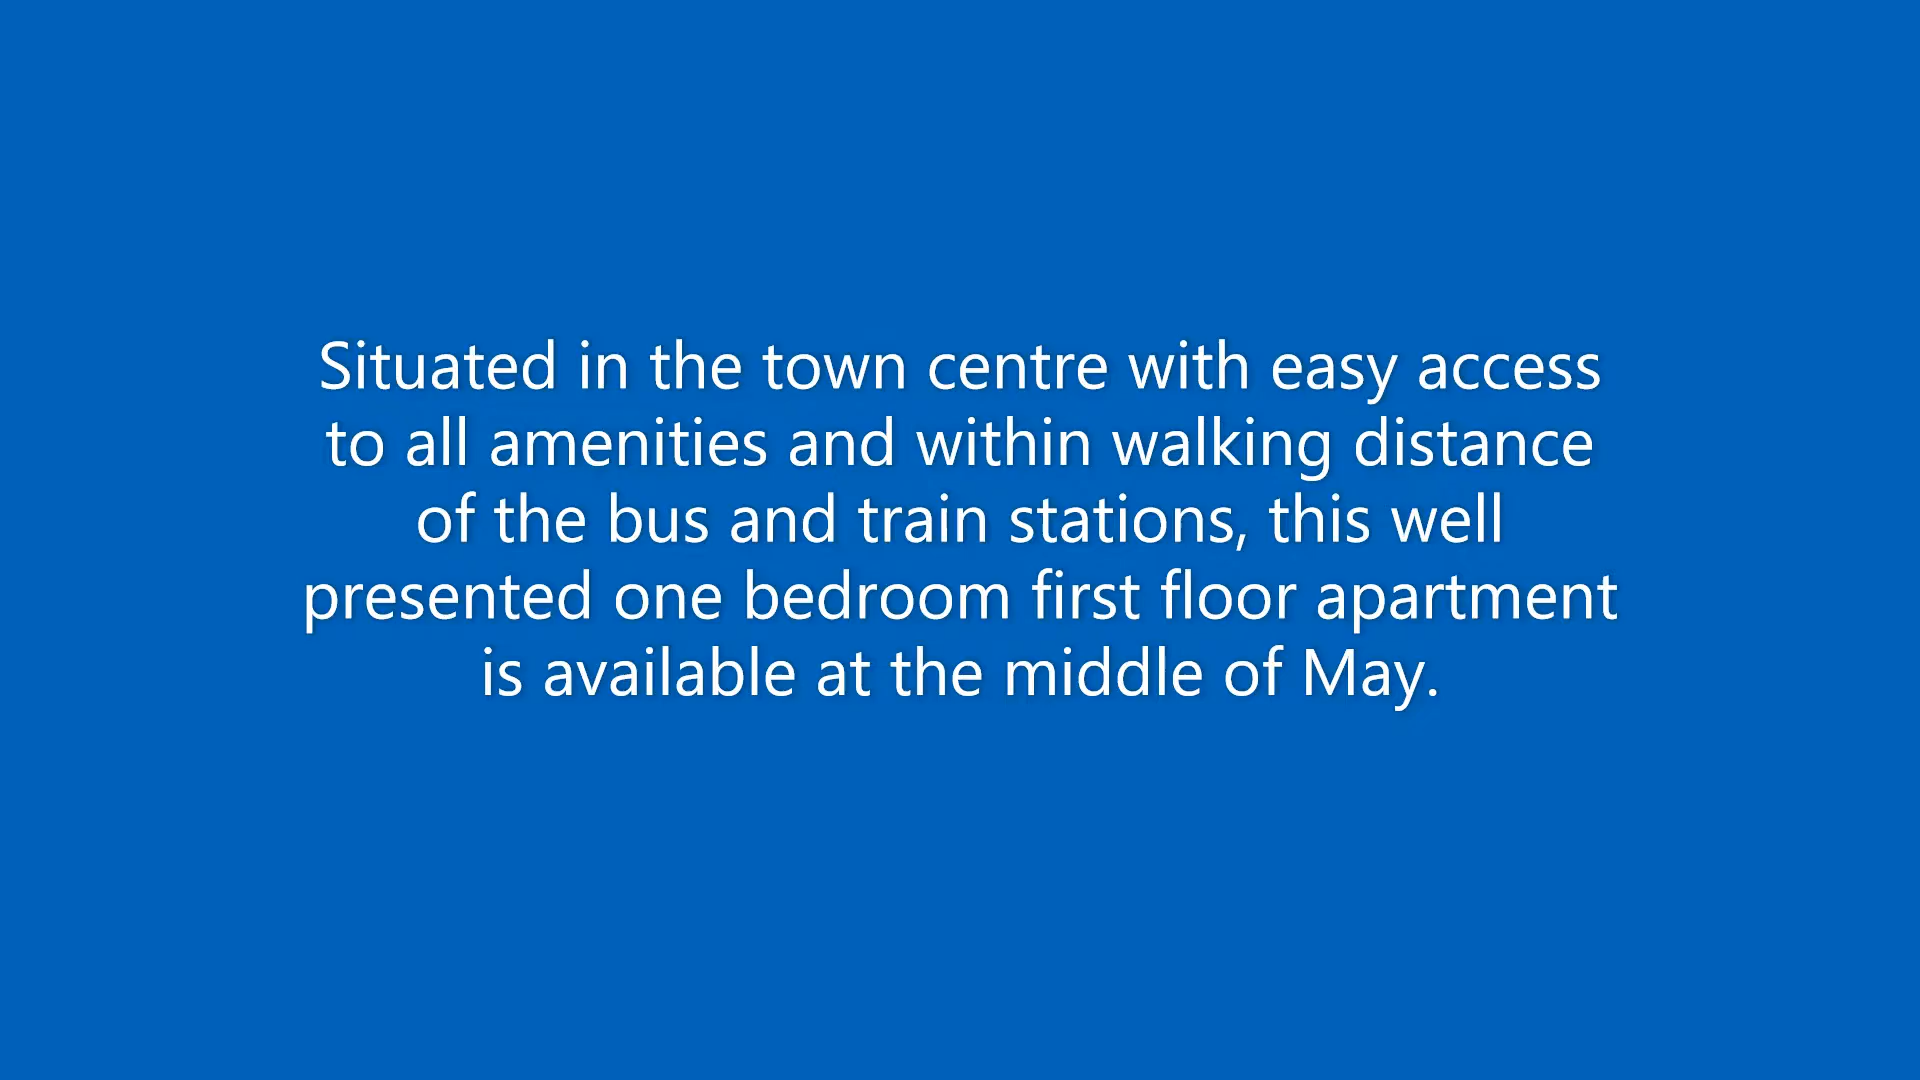 Situated in the town centre with easy access
to all amenities and within walking distance
of the bus and train stations, this well
presented one bedroom first floor apartment
is available at the middle of May.